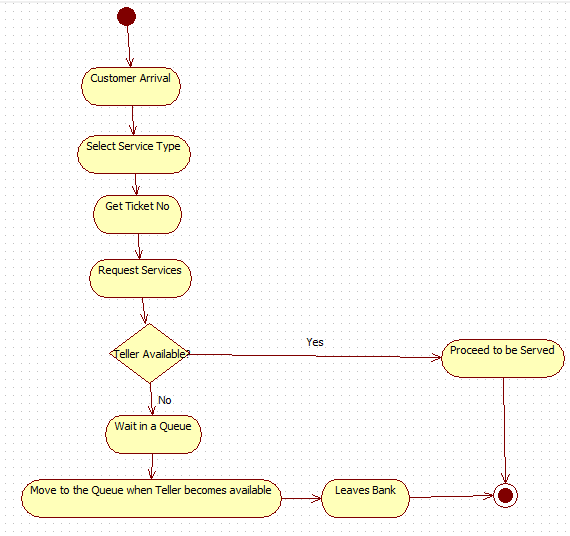 Customer Arrival
Select Service Type
Get Ticket No
Request Services
Teller Available?
Yes
Proceed to be Served
No
Wait in a Queue
Move to the Queue when Teller becomes available
Leaves Bank